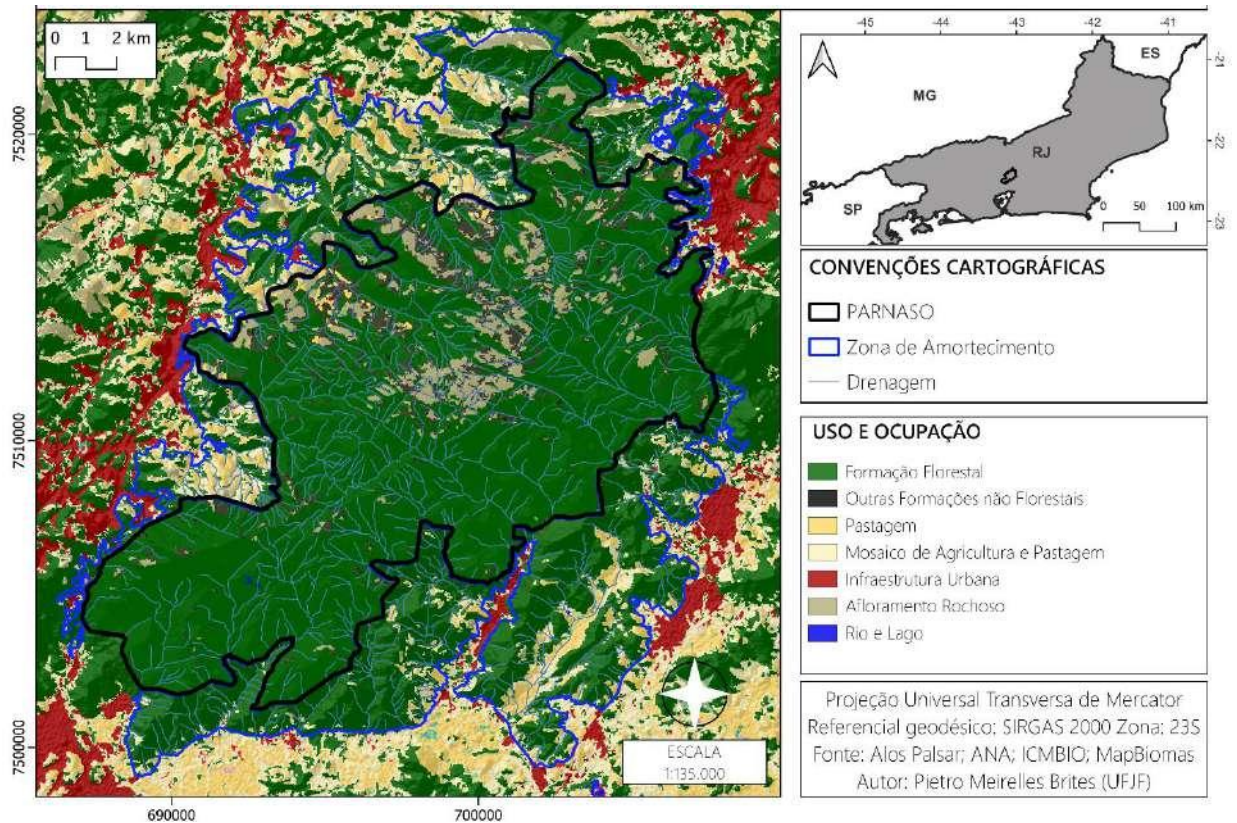 0 1 2 km
7520000
7510000
7500000
690000
700000
ESCALA
1:135.000
-45 -44 -43 -42 -41
-21
-22
-23
ES
MG
RJ
SP
0 50 100 km
CONVENÇÕES CARTOGRÁFICAS
PARNASO
Zona de Amortecimento
Drenagem
USO E OCUPAÇÃO
Formação Florestal
Outras Formações não Florestais
Pastagem
Mosaico de Agricultura e Pastagem
Infraestrutura Urbana
Afloramento Rochoso
Rio e Lago
Projeção Universal Transversa de Mercator
Referencial geodésico: SIRGAS 2000 Zona: 23S
Fonte: Alos Palsar; ANA; ICMBIO; MapBiomas
Autor: Pietro Meirelles Brites (UFJF)